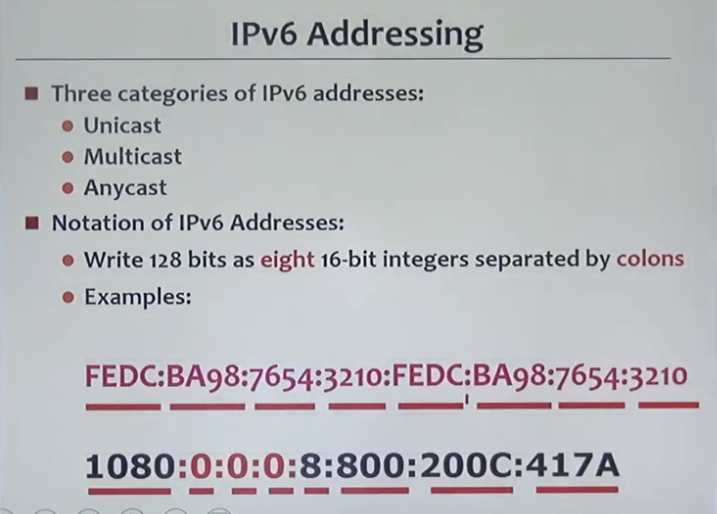 IPv6 Addressing
Three categories of IPv6 addresses:
Unicast
Multicast
Anycast
Notation of IPv6 Addresses:
Write 128 bits as eight 16-bit integers separated by colons
Examples:
FEDC:BA98:7654:3210:FEDC:BA98:7654:3210
1080:0:0:0:8:800:200C:417A